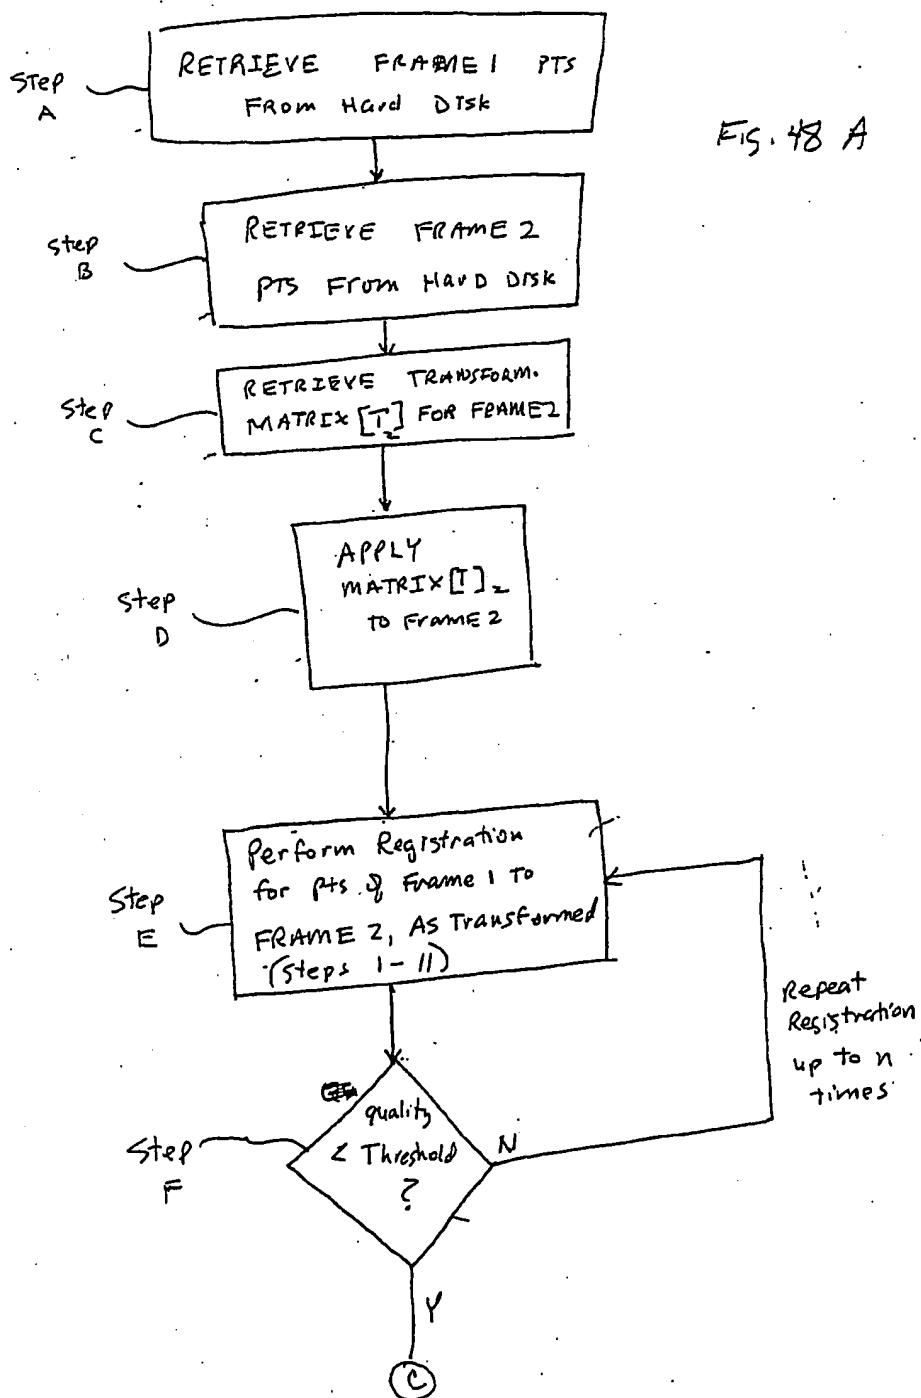 Step
A
RETRIEVE FRAME 1 PTS
FROM Hard DISK
Fig. 48 A
Step
B
RETRIEVE FRAME 2
PTS FROM HARD DISK
Step
C
RETRIEVE TRANSFORM.
MATRIX [T2] FOR FRAME2
Step
D
APPLY
MATRIX [T]2
TO FRAME 2
Step
E
Perform Registration
for pts of Frame 1 To
FRAME 2, As Transformed
(Steps 1-11)
Repeat
Registration
up to n
times
Step
F
quality
< Threshold
?
N
Y
C